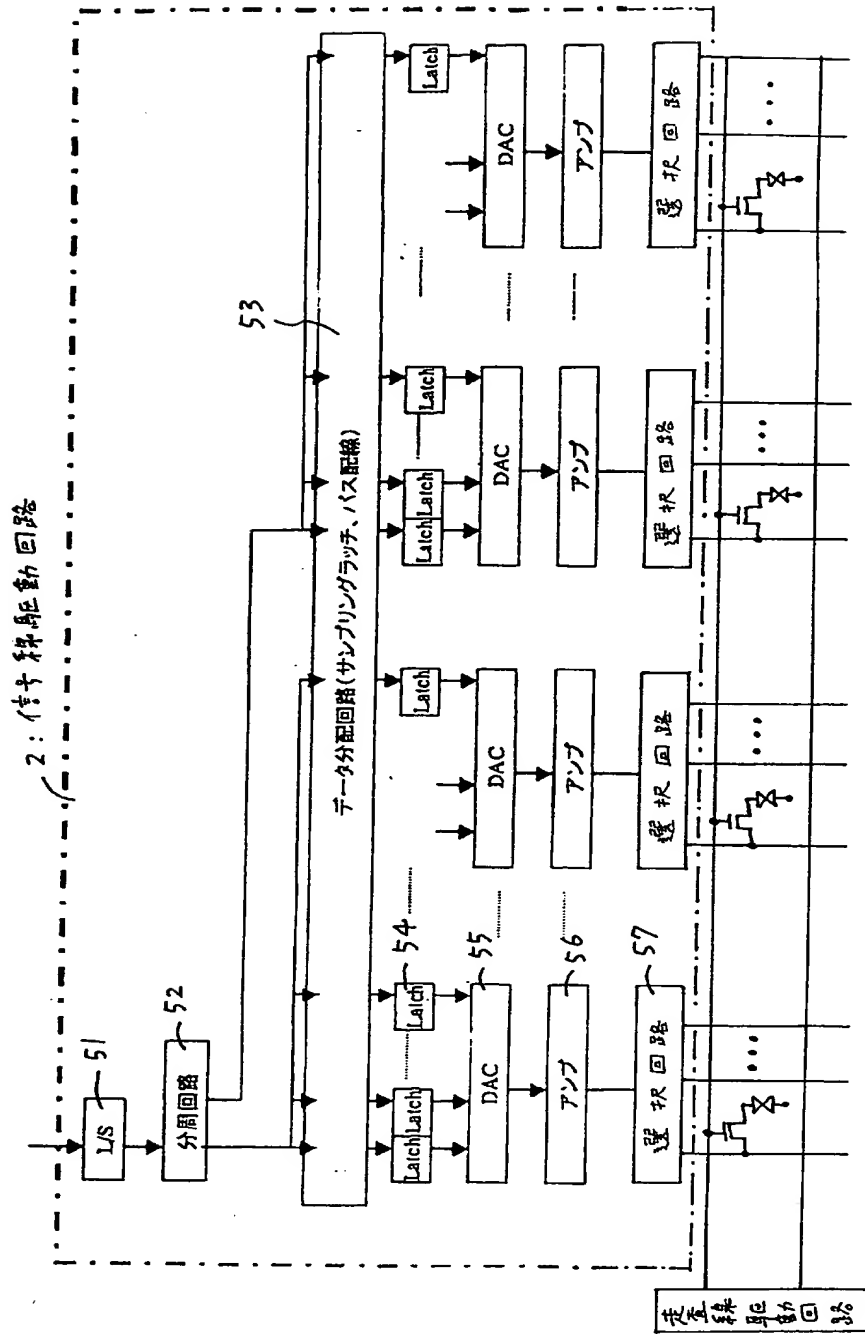 2:信号線駆動回路
L/S
51
分周回路
52
53
データ分配回路(サンプリングラッチ、バス配線)
Latch
Latch
Latch
54
Latch
Latch
Latch
Latch
Latch
DAC
55
DAC
DAC
DAC
アンプ
56
アンプ
アンプ
アンプ
選択回路
57
選択回路
選択回路
選択回路
走査線駆動回路